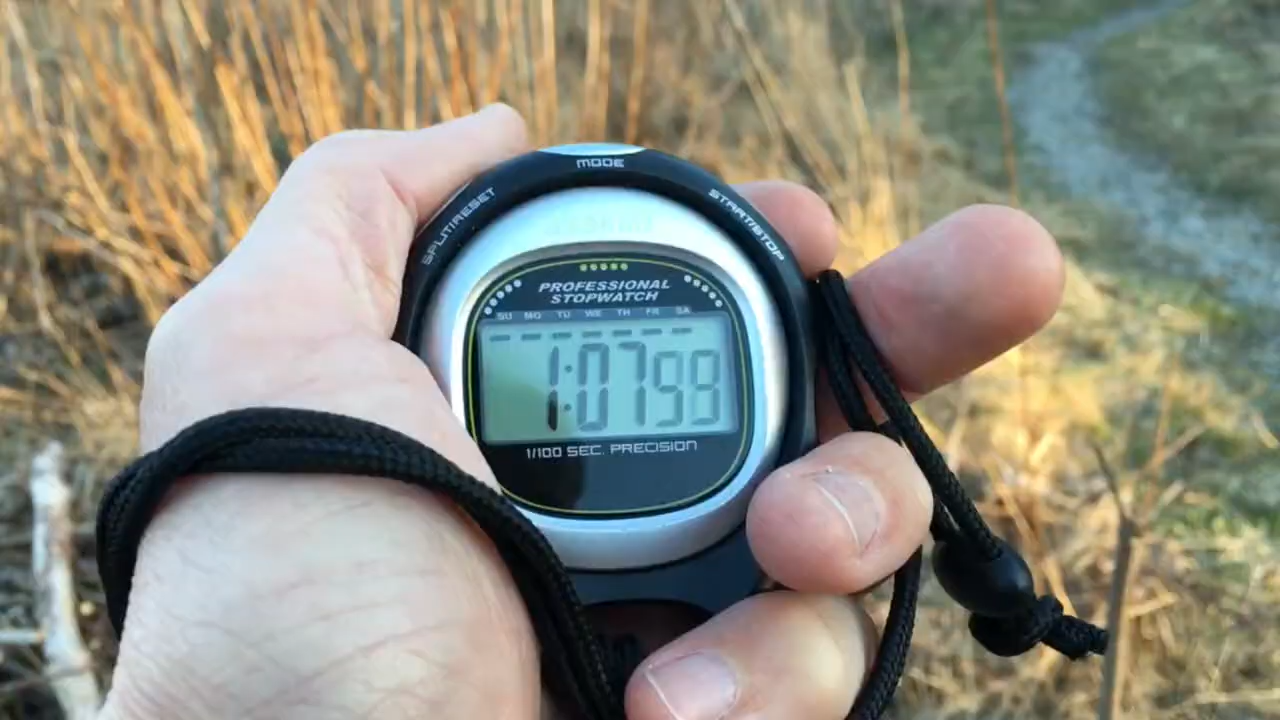 MODE
SPLIT/RESET
START/STOP
PROFESSIONAL
STOPWATCH
SU MO TU WE TH FR SA
1:07 98
1/100 SEC. PRECISION